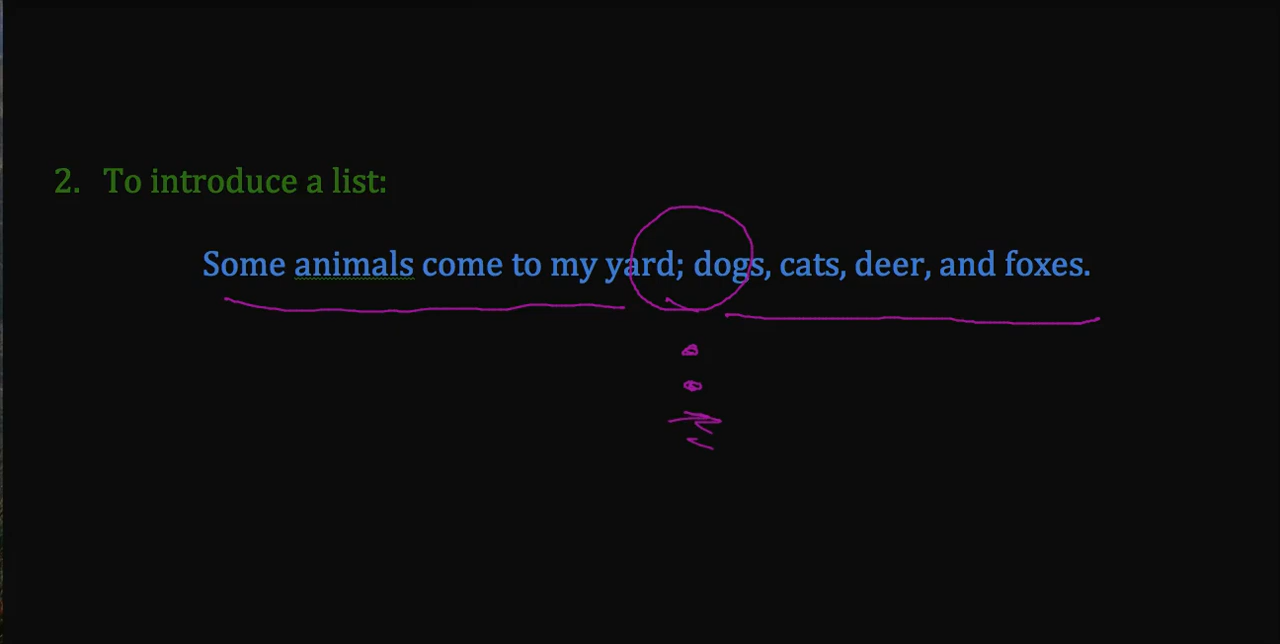 2. To introduce a list:
Some animals come to my yard; dogs, cats, deer, and foxes.